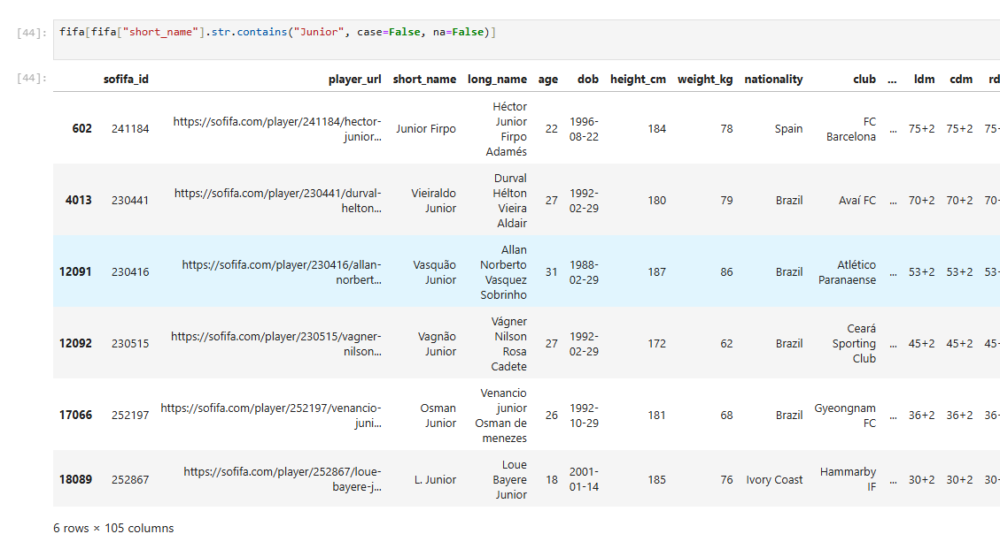 [44]: fifa[fifa["short_name"].str.contains("Junior", case=False, na=False)]
[44]:
sofifa_id player_url short_name long_name age dob height_cm weight_kg nationality club ... ldm cdm rd
602 241184 https://sofifa.com/player/241184/hector-junior... Junior Firpo Héctor Junior Firpo Adamés 22 1996-08-22 184 78 Spain FC Barcelona ... 75+2 75+2 75-
4013 230441 https://sofifa.com/player/230441/durval-helton... Vieiraldo Junior Durval Hélton Vieira Aldair 27 1992-02-29 180 79 Brazil Avaí FC ... 70+2 70+2 70-
12091 230416 https://sofifa.com/player/230416/allan-norbert... Vasquão Junior Allan Norberto Vasquez Sobrinho 31 1988-02-29 187 86 Brazil Atlético Paranaense ... 53+2 53+2 53-
12092 230515 https://sofifa.com/player/230515/vagner-nilson... Vagnão Junior Vágner Nilson Rosa Cadete 27 1992-02-29 172 62 Brazil Ceará Sporting Club ... 45+2 45+2 45-
17066 252197 https://sofifa.com/player/252197/venancio-juni... Osman Junior Venancio junior Osman de menezes 26 1992-10-29 181 68 Brazil Gyeongnam FC ... 36+2 36+2 36-
18089 252867 https://sofifa.com/player/252867/loue-bayere-j... L. Junior Loue Bayere Junior 18 2001-01-14 185 76 Ivory Coast Hammarby IF ... 30+2 30+2 30-
6 rows × 105 columns